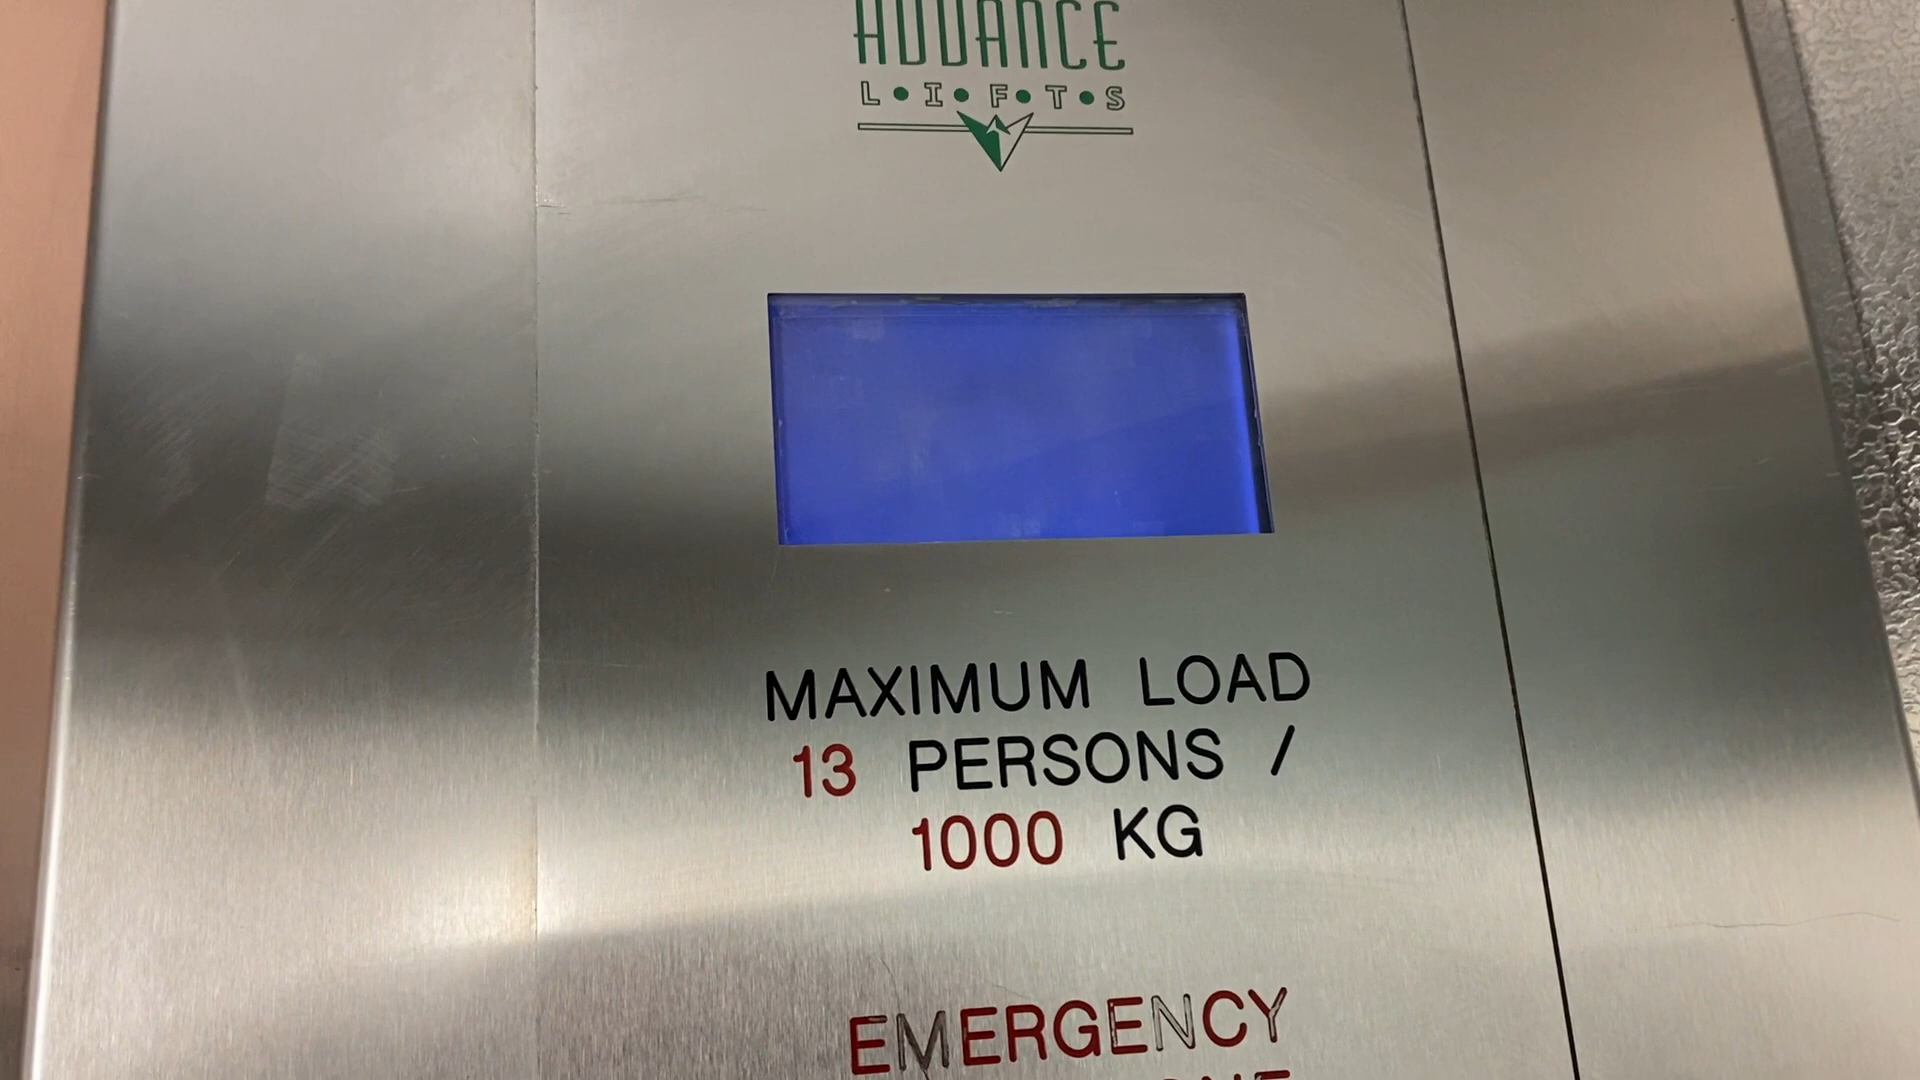 ADVANCE
L•I•F•T•S
MAXIMUM LOAD
13 PERSONS /
1000 KG
EMERGENCY